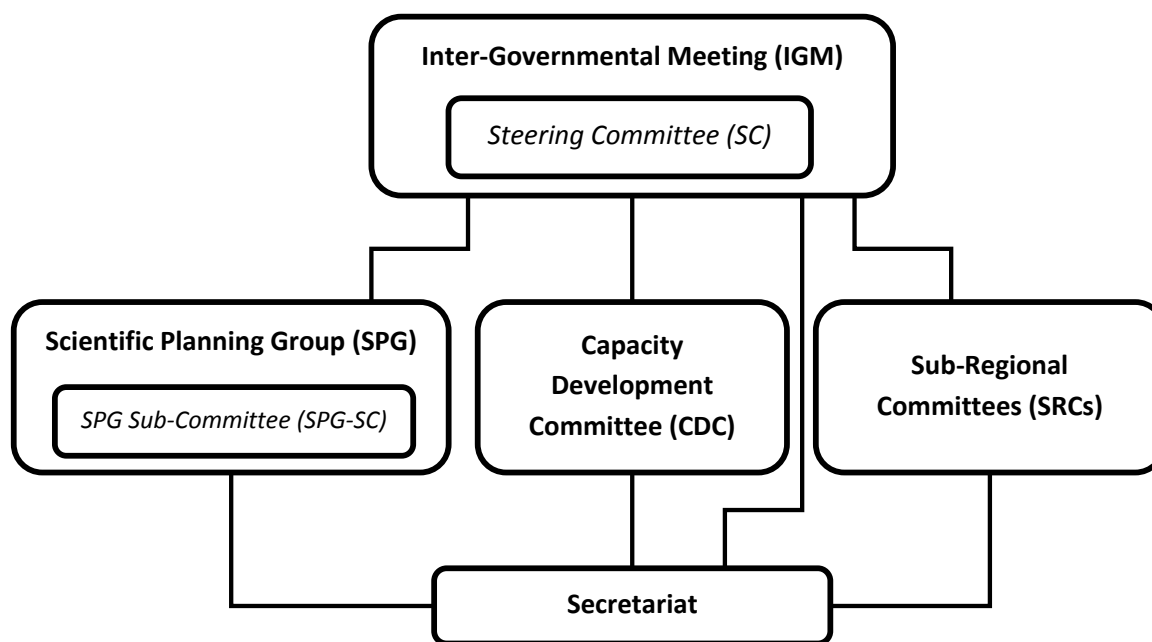 Inter-Governmental Meeting (IGM)
Steering Committee (SC)
Scientific Planning Group (SPG)
SPG Sub-Committee (SPG-SC)
Capacity
Development
Committee (CDC)
Sub-Regional
Committees (SRCs)
Secretariat